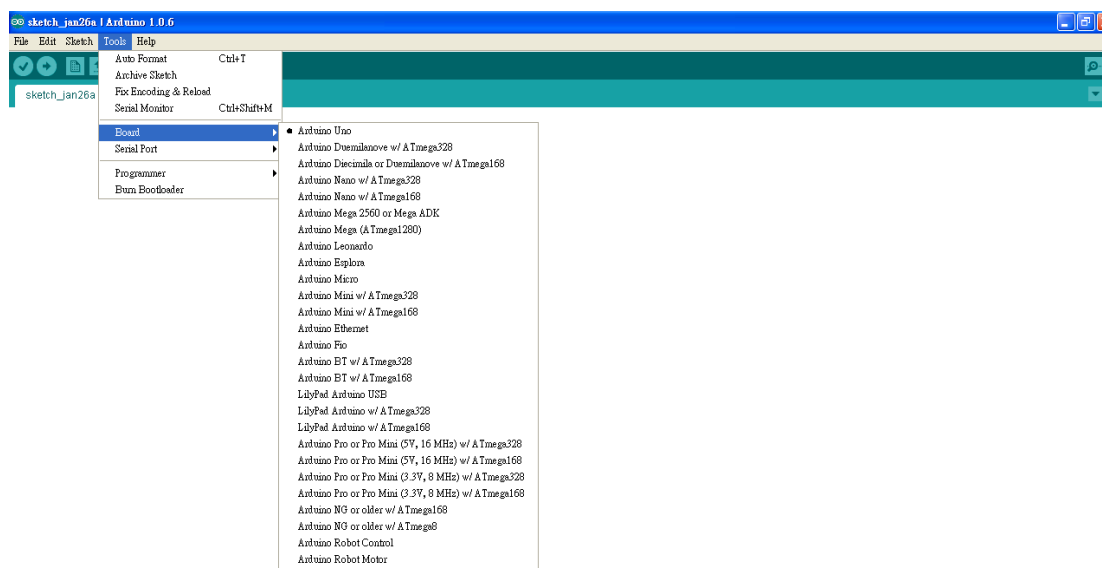 sketch_jan26a | Arduino 1.0.6
File Edit Sketch Tools Help
Auto Format Ctrl+T
Archive Sketch
Fix Encoding & Reload
sketch_jan26a
Serial Monitor Ctrl+Shift+M
Board
Serial Port
Programmer
Burn Bootloader
Arduino Uno
Arduino Duemilanove w/ ATmega328
Arduino Diecimila or Duemilanove w/ ATmega168
Arduino Nano w/ ATmega328
Arduino Nano w/ ATmega168
Arduino Mega 2560 or Mega ADK
Arduino Mega (ATmega1280)
Arduino Leonardo
Arduino Esplora
Arduino Micro
Arduino Mini w/ ATmega328
Arduino Mini w/ ATmega168
Arduino Ethernet
Arduino Fio
Arduino BT w/ ATmega328
Arduino BT w/ ATmega168
LilyPad Arduino USB
LilyPad Arduino w/ ATmega328
LilyPad Arduino w/ ATmega168
Arduino Pro or Pro Mini (5V, 16 MHz) w/ ATmega328
Arduino Pro or Pro Mini (5V, 16 MHz) w/ ATmega168
Arduino Pro or Pro Mini (3.3V, 8 MHz) w/ ATmega328
Arduino Pro or Pro Mini (3.3V, 8 MHz) w/ ATmega168
Arduino NG or older w/ ATmega168
Arduino NG or older w/ ATmega8
Arduino Robot Control
Arduino Robot Motor